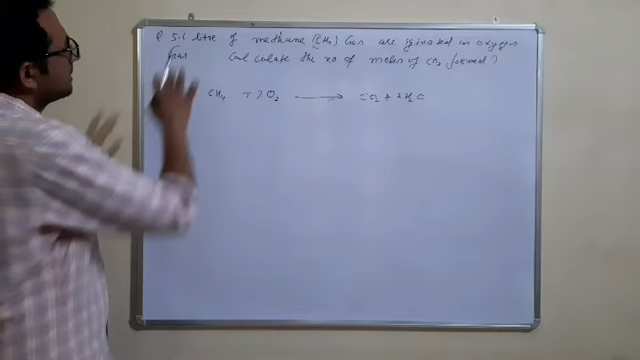 Q 5.6 litre of methane (CH4) Gas are ignated in oxygen
Gas Calculate the no of moles of CO2 formed ?
CH4 + 2O2 → CO2 + 2H2O